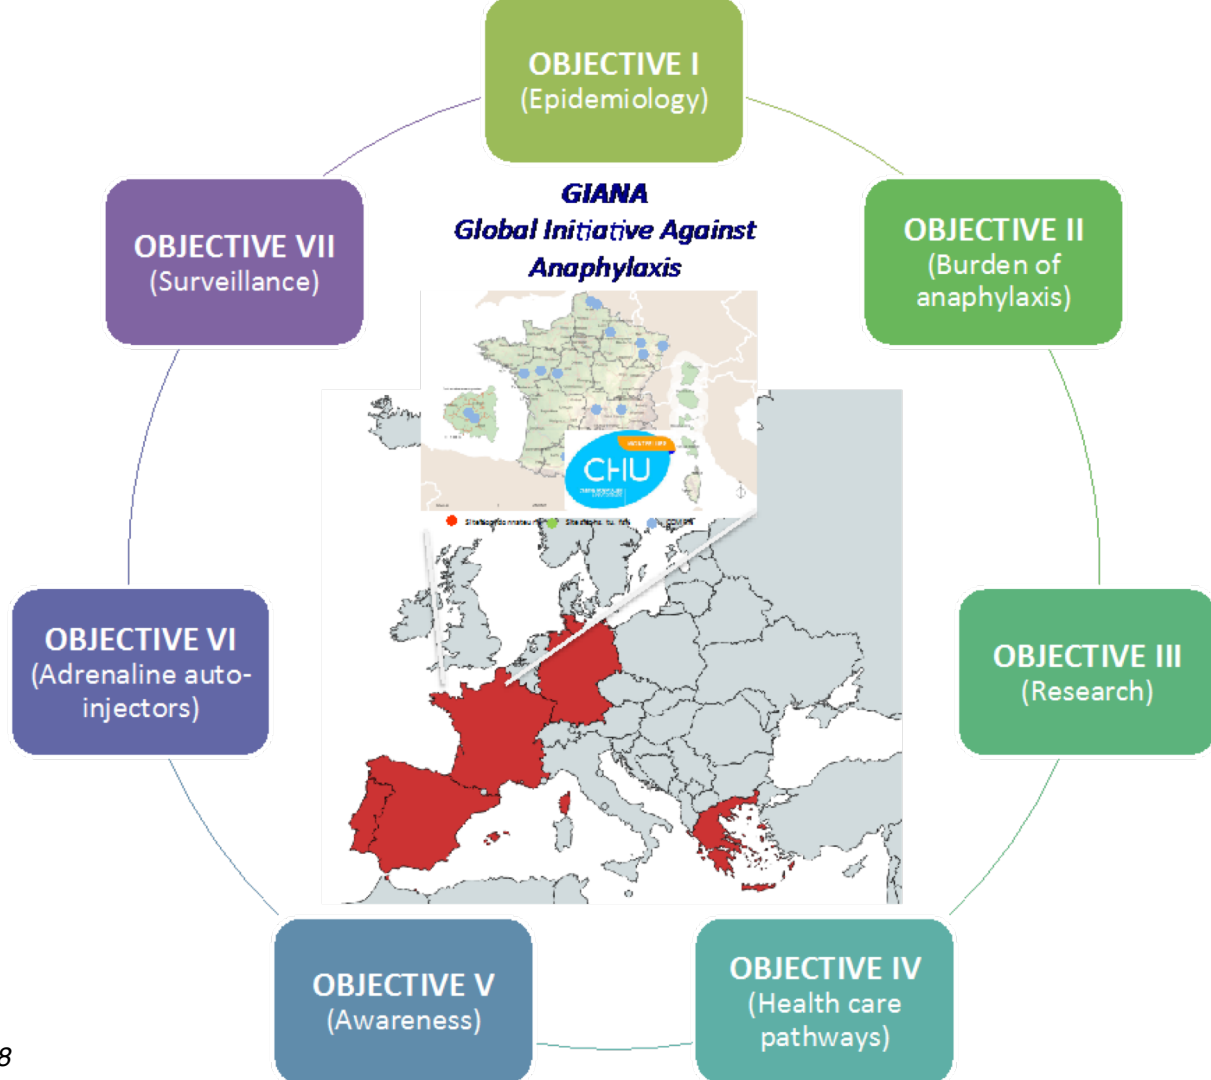 OBJECTIVE I
(Epidemiology)
GIANA
Global Initiative Against
Anaphylaxis
OBJECTIVE II
(Burden of
anaphylaxis)
OBJECTIVE VII
(Surveillance)
CHU
OBJECTIVE III
(Research)
OBJECTIVE VI
(Adrenaline auto-
injectors)
OBJECTIVE IV
(Health care
pathways)
OBJECTIVE V
(Awareness)
8